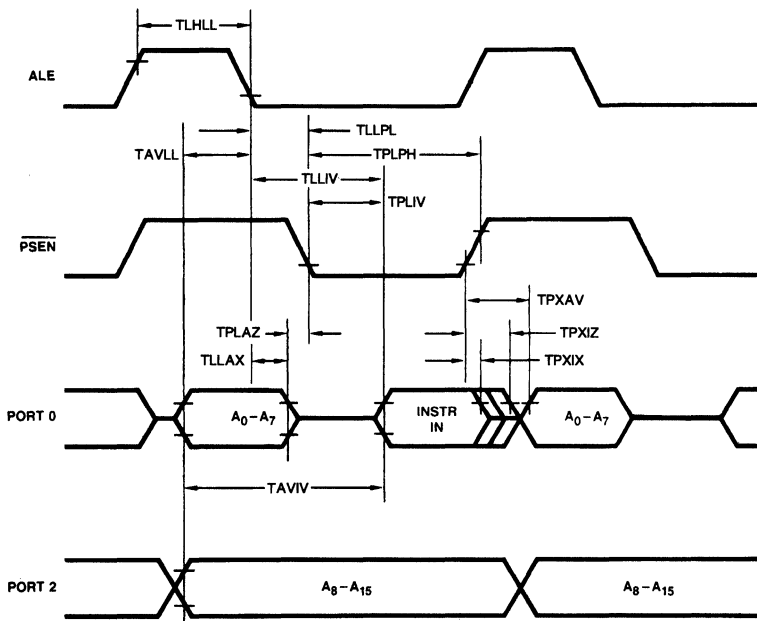 TLHLL
ALE
TLLPL
TAVLL
TPLPH
TLLIV
TPLIV
PSEN
TPXAV
TPLAZ
TPXIZ
TLLAX
TPXIX
PORT 0
A0–A7
INSTR
IN
A0–A7
TAVIV
PORT 2
A8–A15
A8–A15